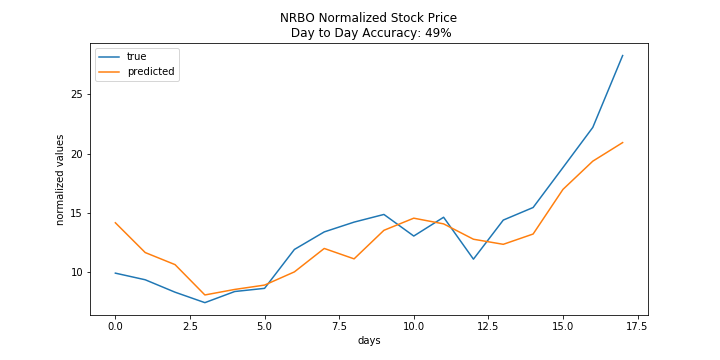 NRBO Normalized Stock Price
Day to Day Accuracy: 49%
true
predicted
normalized values
25
20
15
10
0.0 2.5 5.0 7.5 10.0 12.5 15.0 17.5
days